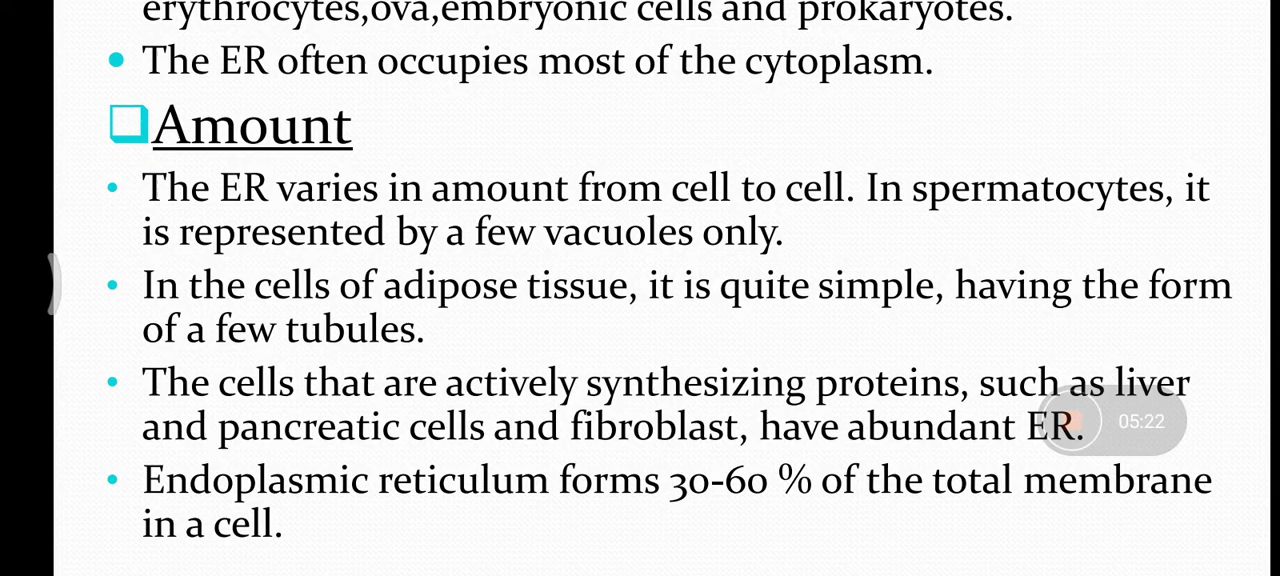 erythrocytes,ova,embryonic cells and prokaryotes.
The ER often occupies most of the cytoplasm.
Amount
The ER varies in amount from cell to cell. In spermatocytes, it
is represented by a few vacuoles only.
In the cells of adipose tissue, it is quite simple, having the form
of a few tubules.
The cells that are actively synthesizing proteins, such as liver
and pancreatic cells and fibroblast, have abundant ER.
05:22
Endoplasmic reticulum forms 30-60 % of the total membrane
in a cell.